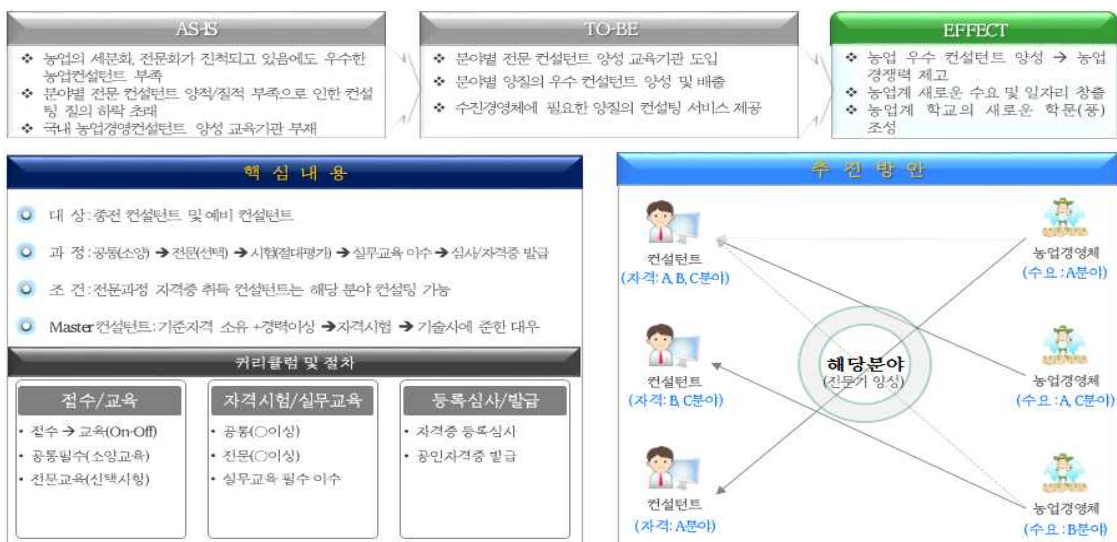 AS-IS
❖ 농업의 세분화, 전문화가 진척되고 있음에도 우수한
농업컨설턴트 부족
❖ 분야별 전문 컨설턴트 양적/질적 부족으로 인한 컨설
팅 질의 하락 초래
❖ 국내 농업경영컨설턴트 양성 교육기관 부재
TO-BE
❖ 분야별 전문 컨설턴트 양성 교육기관 도입
❖ 분야별 양질의 우수 컨설턴트 양성 및 배출
❖ 수진경영체에 필요한 양질의 컨설팅 서비스 제공
EFFECT
❖ 농업 우수 컨설턴트 양성 → 농업
경쟁력 제고
❖ 농업계 새로운 수요 및 일자리 창출
❖ 농업계 학교의 새로운 학문(풍)
조성
핵 심 내 용
대 상 : 종전 컨설턴트 및 예비 컨설턴트
과 정 : 공통(소양) → 전문(선택) → 시험(절대평가) → 실무교육 이수 → 심사/자격증 발급
조 건 : 전문과정 자격증 취득 컨설턴트는 해당 분야 컨설팅 가능
Master 컨설턴트 : 기준자격 소유 +경력이상 → 자격시험 → 기술사에 준한 대우
커리큘럼 및 절차
접수/교육
• 접수 → 교육(On-Off)
• 공통필수(소양교육)
• 전문교육(선택사항)
자격시험/실무교육
• 공통(○이상)
• 전문(○이상)
• 실무교육 필수 이수
등록심사/발급
• 자격증 등록심사
• 공인자격증 발급
추 진 방 안
컨설턴트
(자격: A, B, C분야)
농업경영체
(수요: A분야)
해당분야
(전문가 양성)
컨설턴트
(자격: B, C분야)
농업경영체
(수요: A, C분야)
컨설턴트
(자격: A분야)
농업경영체
(수요: B분야)